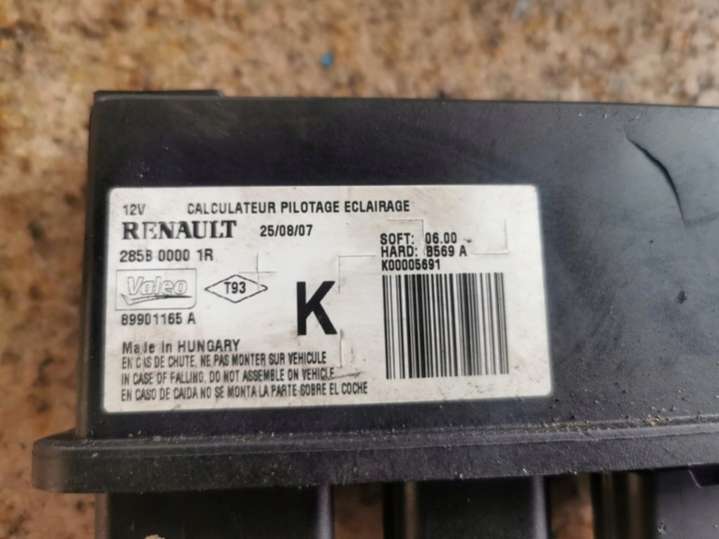 12V CALCULATEUR PILOTAGE ECLAIRAGE
RENAULT 25/08/07
285B 0000 1R
SOFT: 06.00
HARD: 8569 A
K00005691
Valeo
T93
K
89901165 A
Made in HUNGARY
EN CAS DE CHUTE, NE PAS MONTER SUR VEHICULE
IN CASE OF FALLING, DO NOT ASSEMBLE ON VEHICLE
EN CASO DE CAIDA NO SE MONTA LA PARTE SOBRE EL COCHE